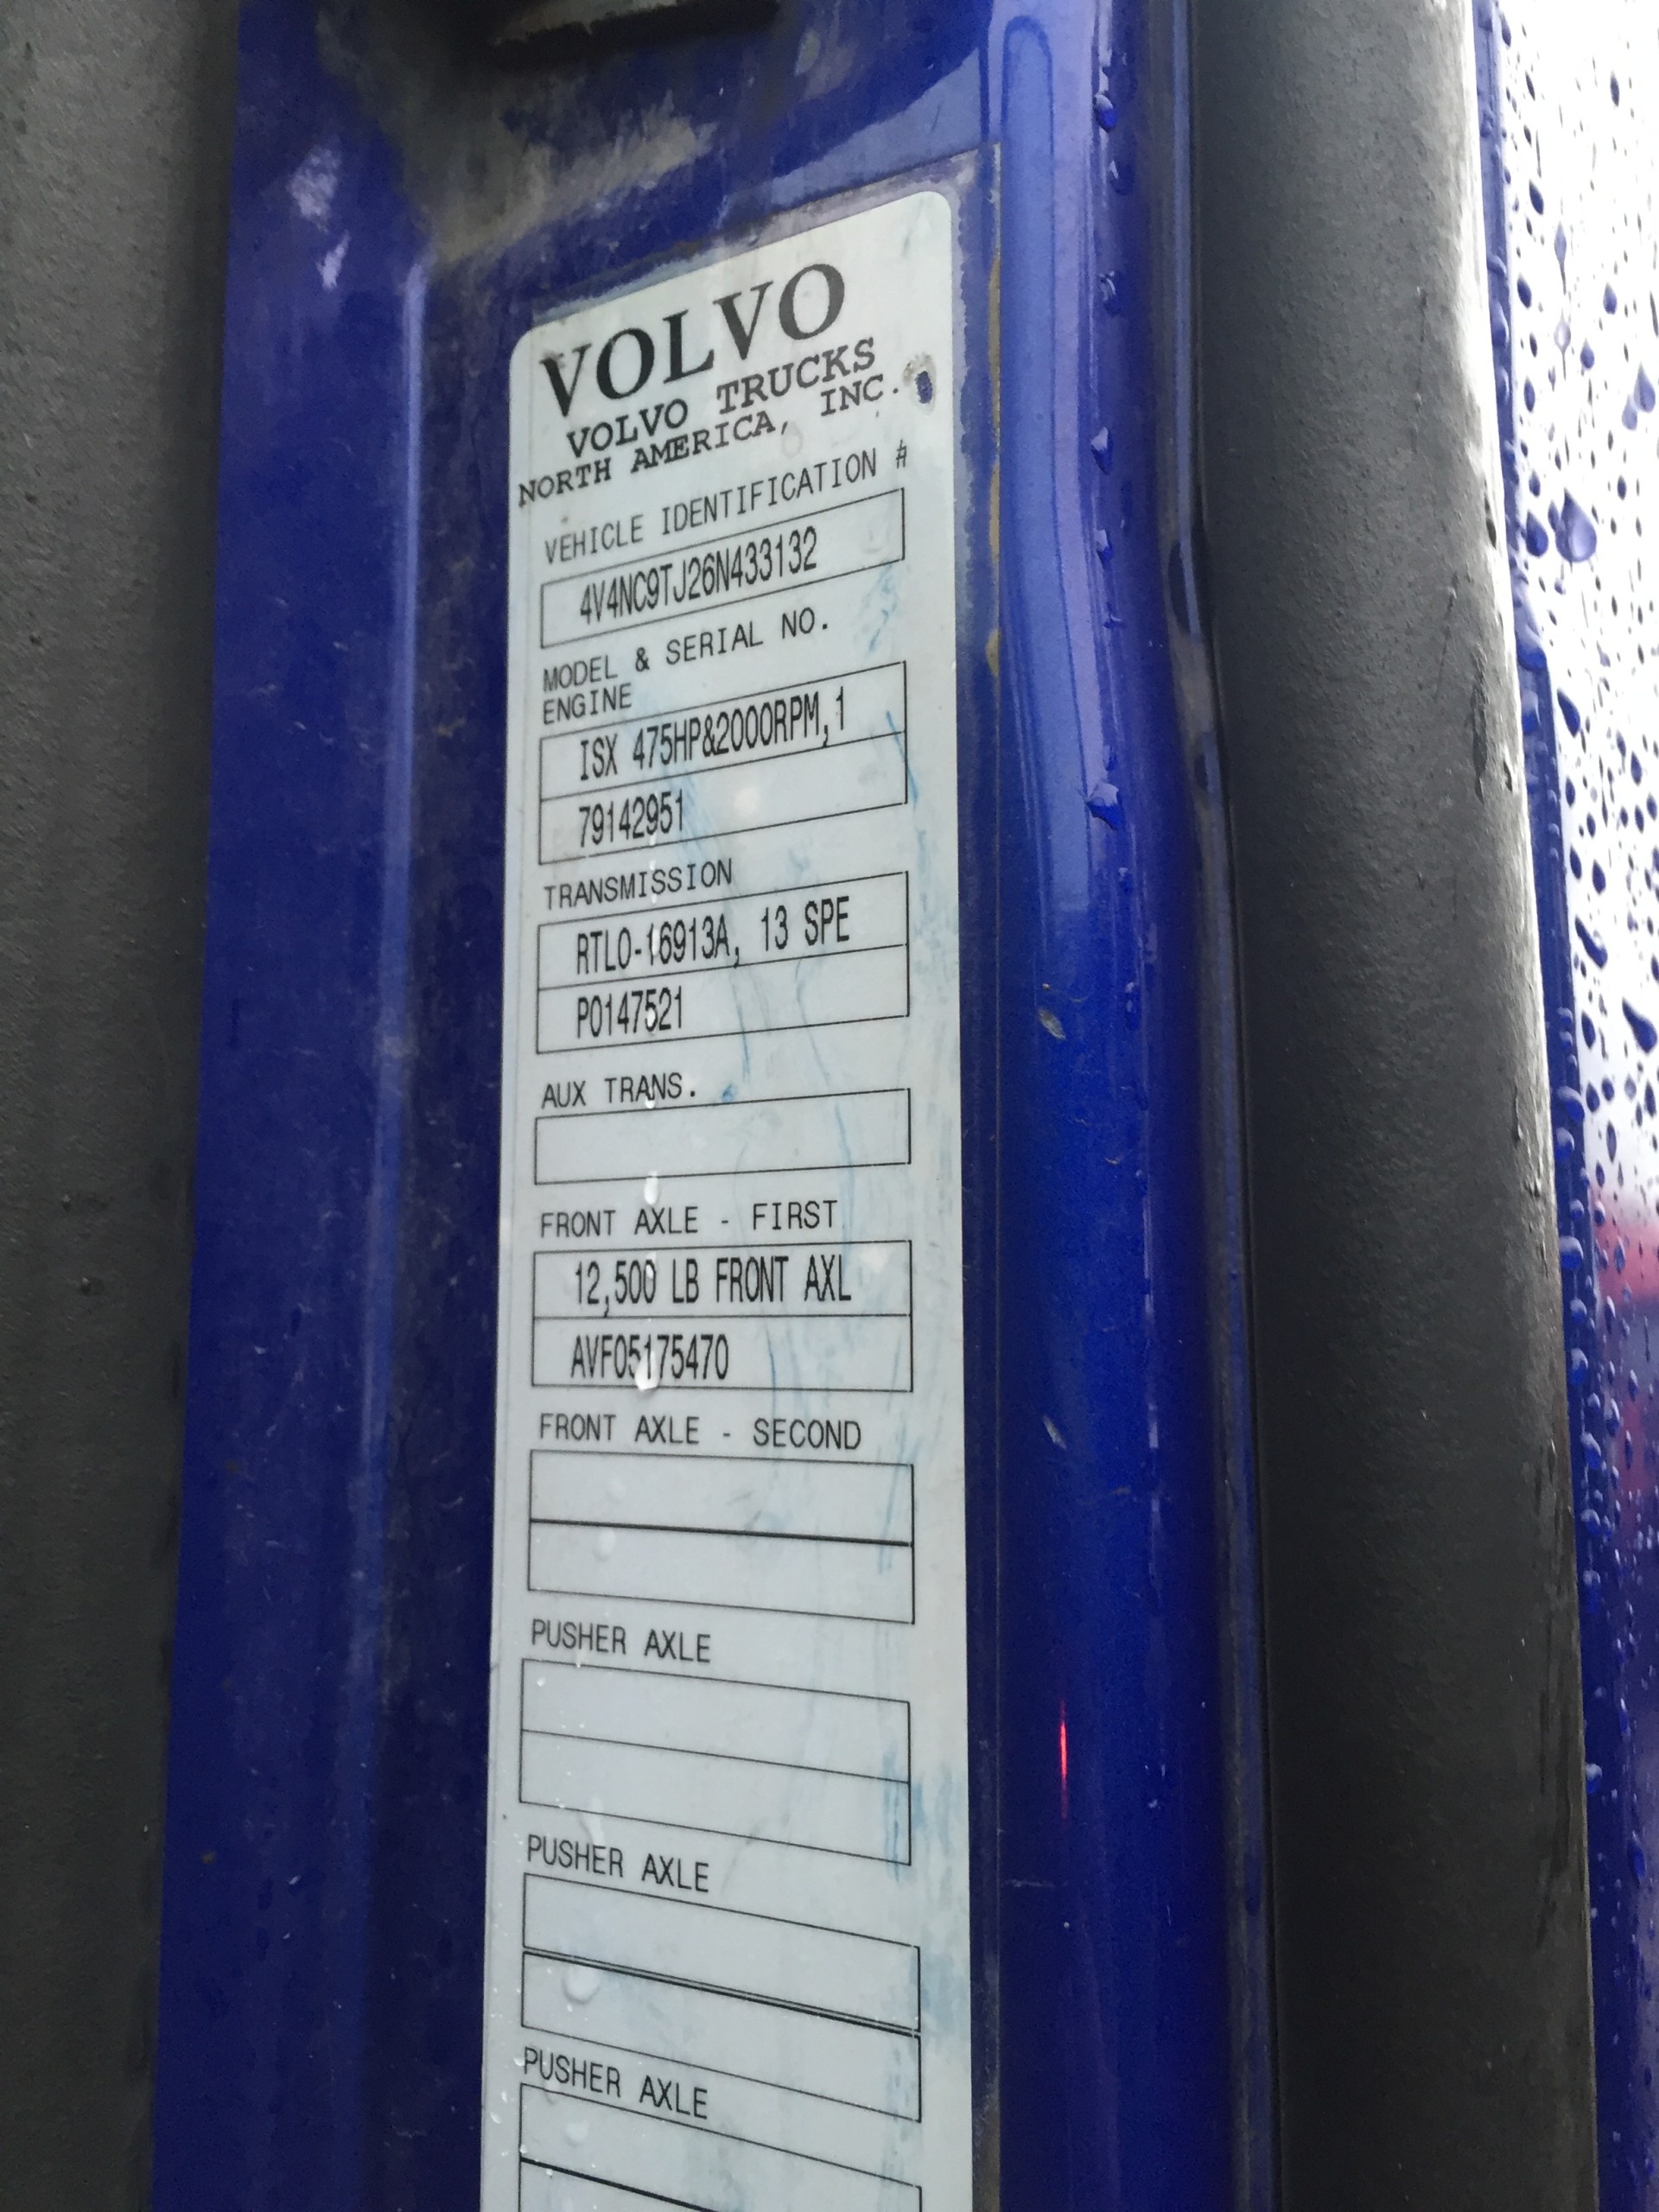 VOLVO
VOLVO TRUCKS
NORTH AMERICA, INC.
VEHICLE IDENTIFICATION #
4V4NC9TJ26N433132
MODEL & SERIAL NO.
ENGINE
ISX 475HP&2000RPM,1
79142951
TRANSMISSION
RTLO-16913A, 13 SPE
P0147521
AUX TRANS.
FRONT AXLE - FIRST
12,500 LB FRONT AXL
AVF05175470
FRONT AXLE - SECOND
PUSHER AXLE
PUSHER AXLE
PUSHER AXLE